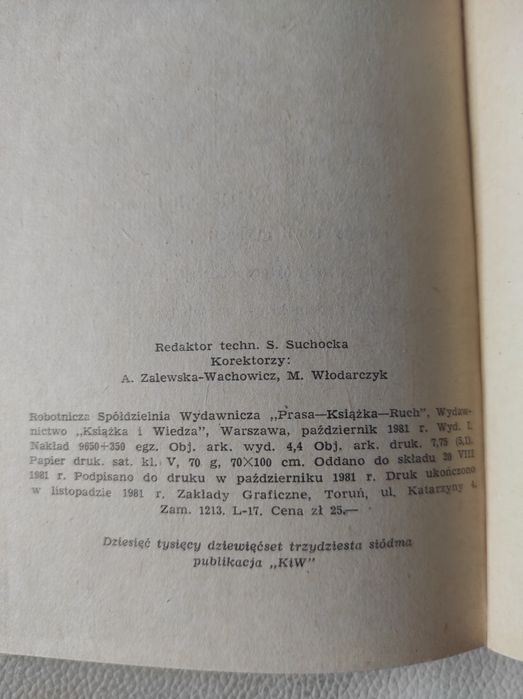 Redaktor techn. S. Suchocka
Korektorzy:
A. Zalewska-Wachowicz, M. Włodarczyk
Robotnicza Spółdzielnia Wydawnicza „Prasa—Książka—Ruch", Wydaw-
nictwo „Książka i Wiedza", Warszawa, październik 1981 r. Wyd. I.
Nakład 9650+350 egz. Obj. ark. wyd. 4,4 Obj. ark. druk. 7,75 (5,1).
Papier druk. sat. kl. V, 70 g, 70×100 cm. Oddano do składu 20 VIII
1981 r. Podpisano do druku w październiku 1981 r. Druk ukończono
w listopadzie 1981 r. Zakłady Graficzne, Toruń, ul. Katarzyny 4.
Zam. 1213. L-17. Cena zł 25.—
Dziesięć tysięcy dziewięćset trzydziesta siódma
publikacja „KiW"